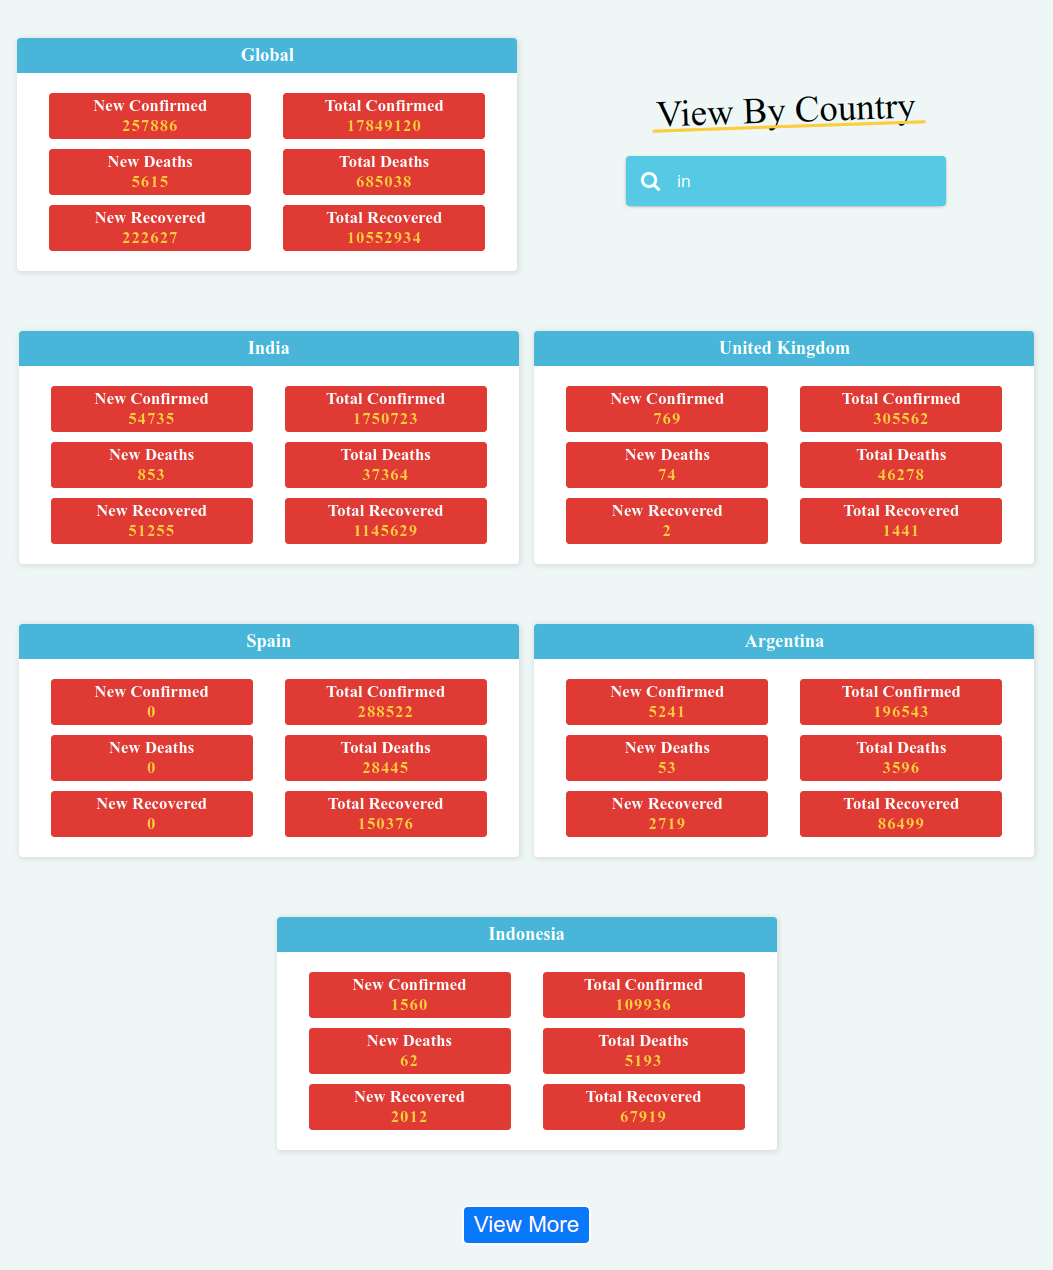 Global
New Confirmed
257886
Total Confirmed
17849120
New Deaths
5615
Total Deaths
685038
New Recovered
222627
Total Recovered
10552934
View By Country
in
India
New Confirmed
54735
Total Confirmed
1750723
New Deaths
853
Total Deaths
37364
New Recovered
51255
Total Recovered
1145629
United Kingdom
New Confirmed
769
Total Confirmed
305562
New Deaths
74
Total Deaths
46278
New Recovered
2
Total Recovered
1441
Spain
New Confirmed
0
Total Confirmed
288522
New Deaths
0
Total Deaths
28445
New Recovered
0
Total Recovered
150376
Argentina
New Confirmed
5241
Total Confirmed
196543
New Deaths
53
Total Deaths
3596
New Recovered
2719
Total Recovered
86499
Indonesia
New Confirmed
1560
Total Confirmed
109936
New Deaths
62
Total Deaths
5193
New Recovered
2012
Total Recovered
67919
View More